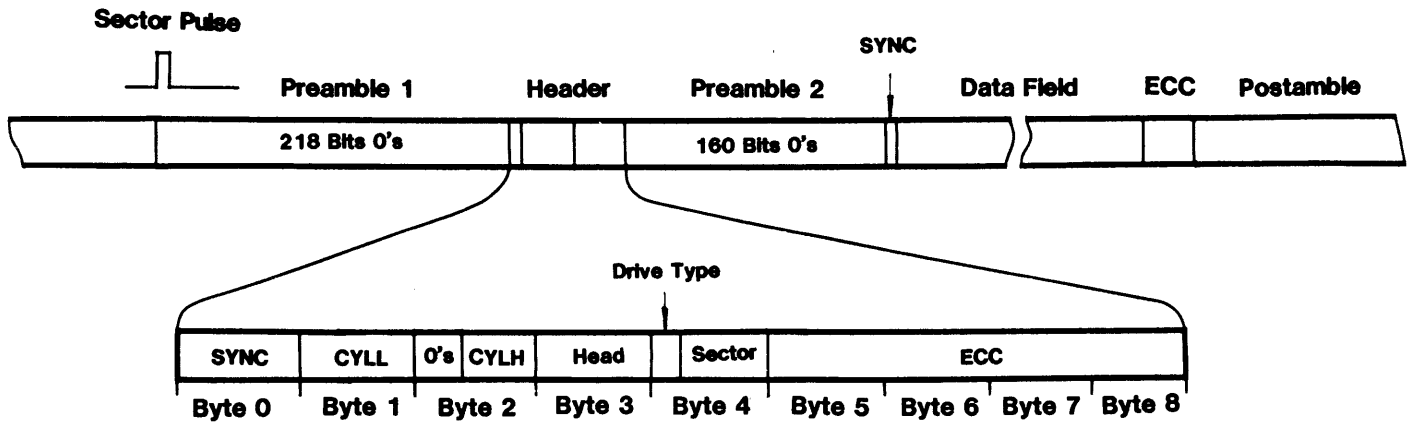 Sector Pulse
SYNC
Preamble 1 Header Preamble 2 Data Field ECC Postamble
218 Bits 0's 160 Bits 0's
Drive Type
SYNC CYLL 0's CYLH Head Sector ECC
Byte 0 Byte 1 Byte 2 Byte 3 Byte 4 Byte 5 Byte 6 Byte 7 Byte 8